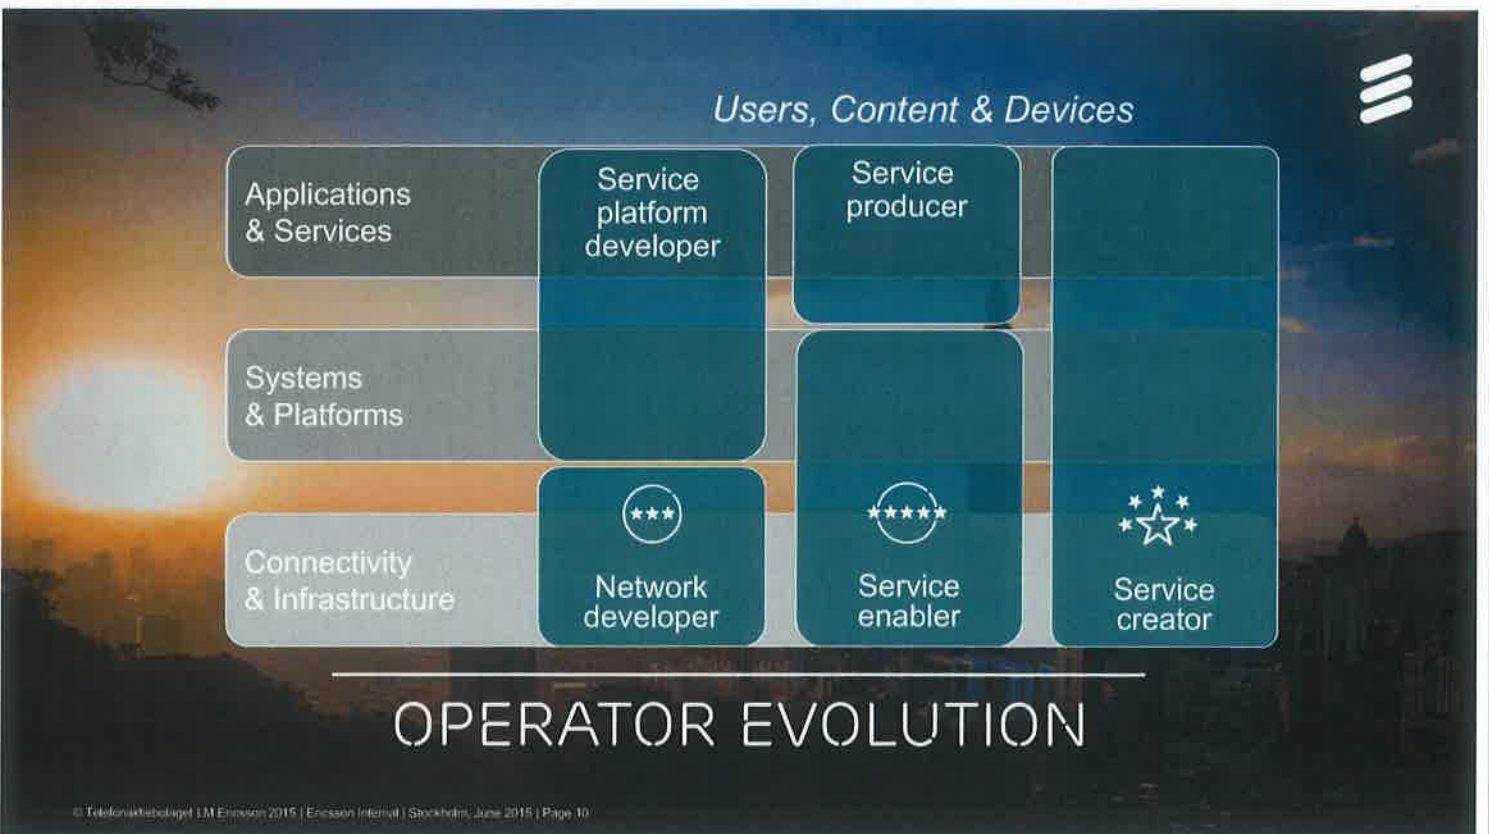 Users, Content & Devices
Applications
& Services
Service
platform
developer
Service
producer
Systems
& Platforms
Connectivity
& Infrastructure
Network
developer
Service
enabler
Service
creator
OPERATOR EVOLUTION
© Telefonaktiebolaget LM Ericsson 2015 | Ericsson Internal | Stockholm, June 2015 | Page 10